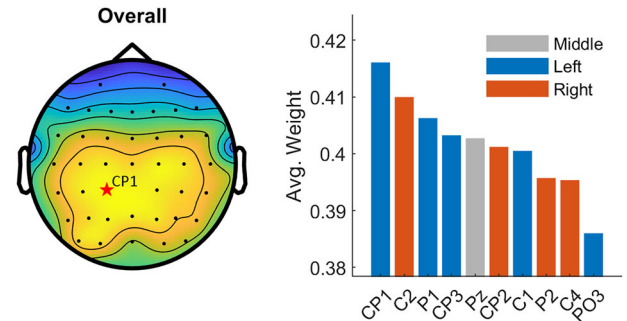 Overall
CP1
Avg. Weight
0.42
0.41
0.4
0.39
0.38
Middle
Left
Right
CP1
C2
P1
CP3
Pz
CP2
C1
P2
C4
PO3